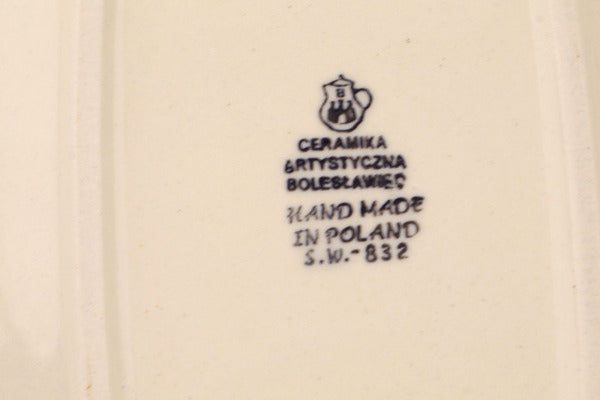 B
CERAMIKA
ARTYSTYCZNA
BOLESŁAWIEC
HAND MADE
IN POLAND
S.W.-832